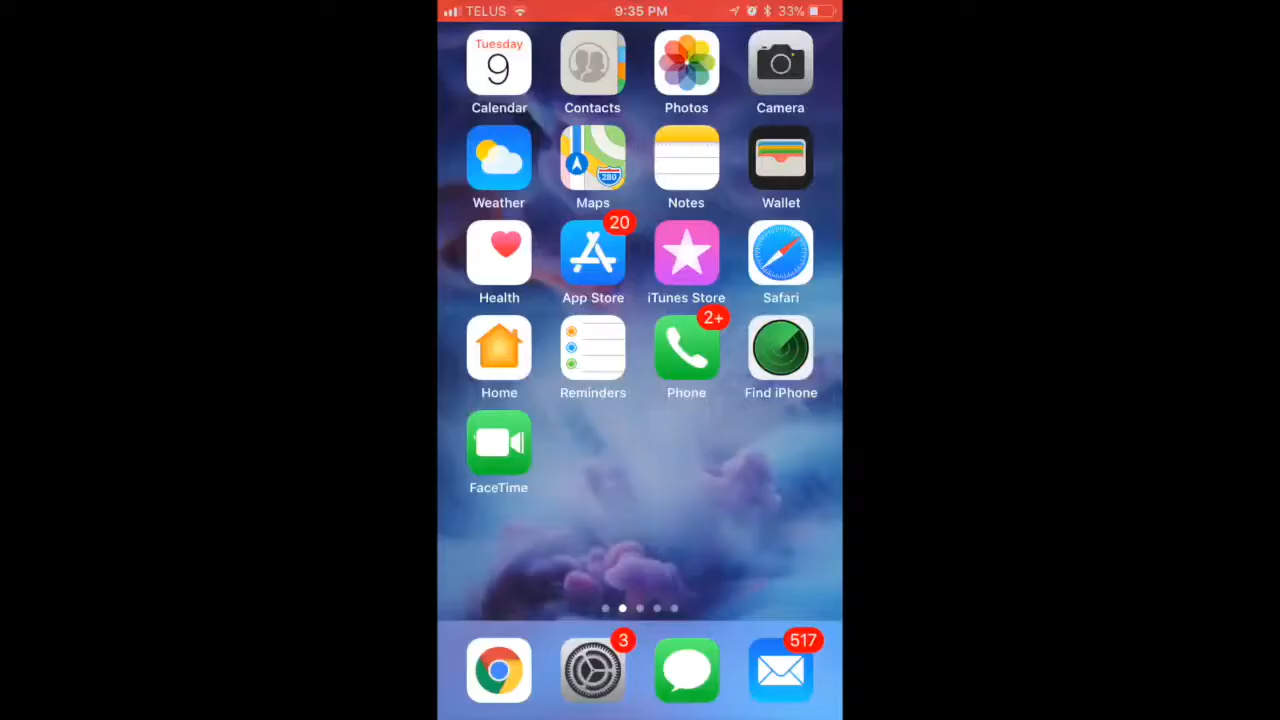 TELUS 9:35 PM 33%
Tuesday
9
Calendar Contacts Photos Camera
280
Weather Maps Notes Wallet
20
Health App Store iTunes Store Safari
2+
Home Reminders Phone Find iPhone
FaceTime
3 517